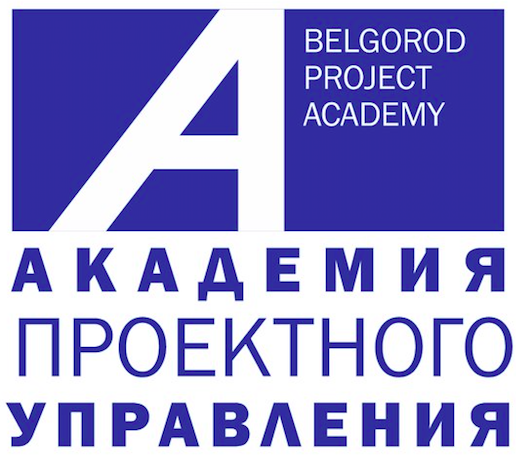 BELGOROD
PROJECT
ACADEMY
АКАДЕМИЯ
ПРОЕКТНОГО
УПРАВЛЕНИЯ